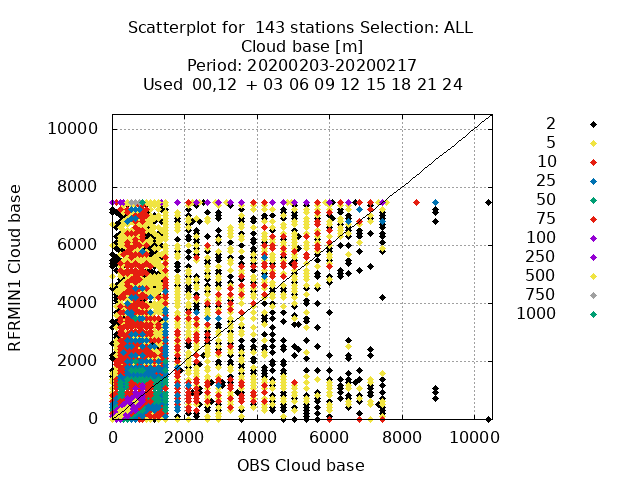 Scatterplot for  143 stations Selection: ALL
Cloud base [m]
Period: 20200203-20200217
Used  00,12  + 03 06 09 12 15 18 21 24
RFRMIN1 Cloud base
10000
8000
6000
4000
2000
0
0 2000 4000 6000 8000 10000
OBS Cloud base
2
5
10
25
50
75
100
250
500
750
1000